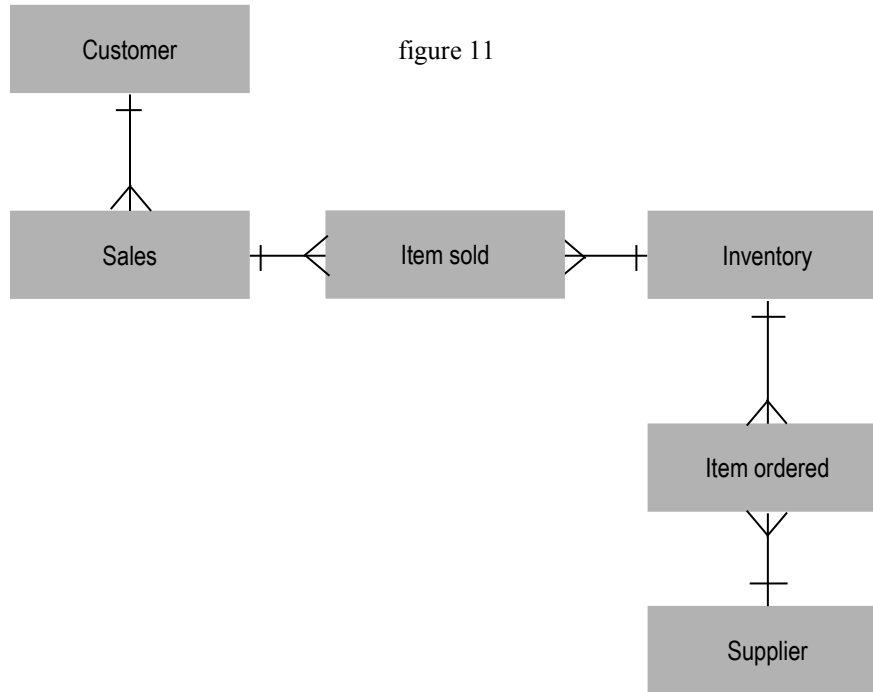 Customer
figure 11
Sales
Item sold
Inventory
Item ordered
Supplier